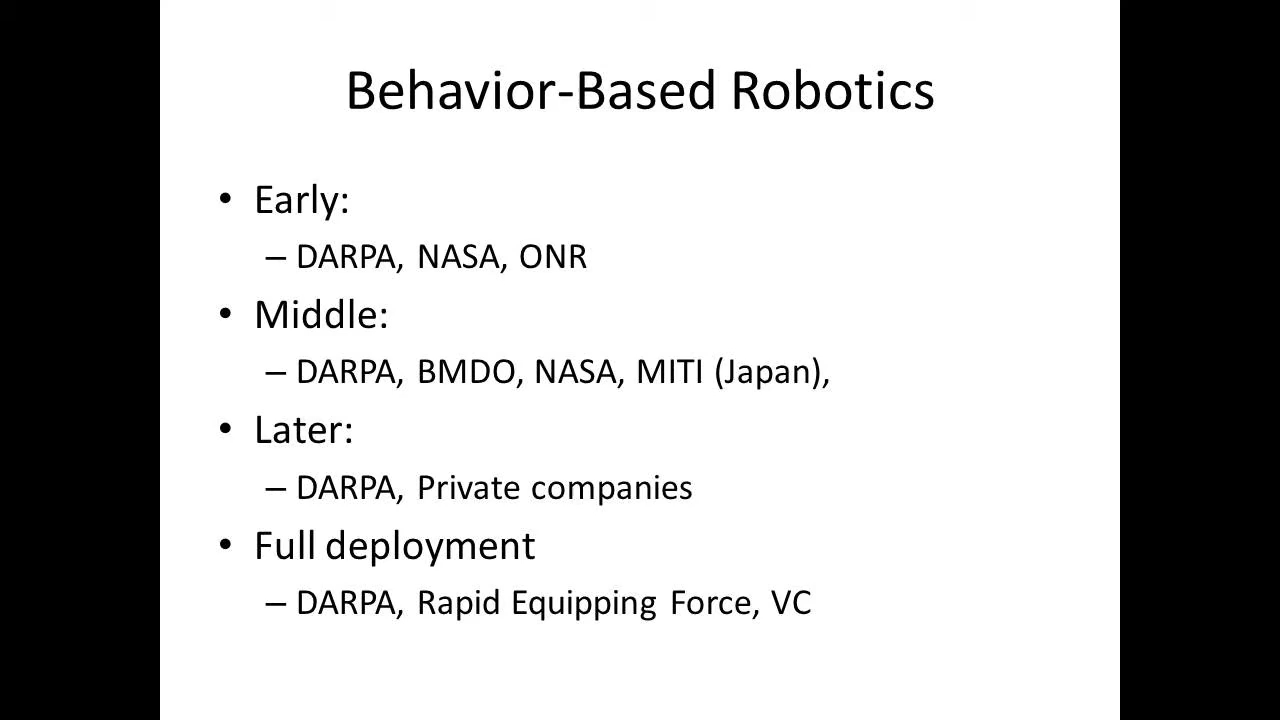 Behavior-Based Robotics
• Early:
– DARPA, NASA, ONR
• Middle:
– DARPA, BMDO, NASA, MITI (Japan),
• Later:
– DARPA, Private companies
• Full deployment
– DARPA, Rapid Equipping Force, VC